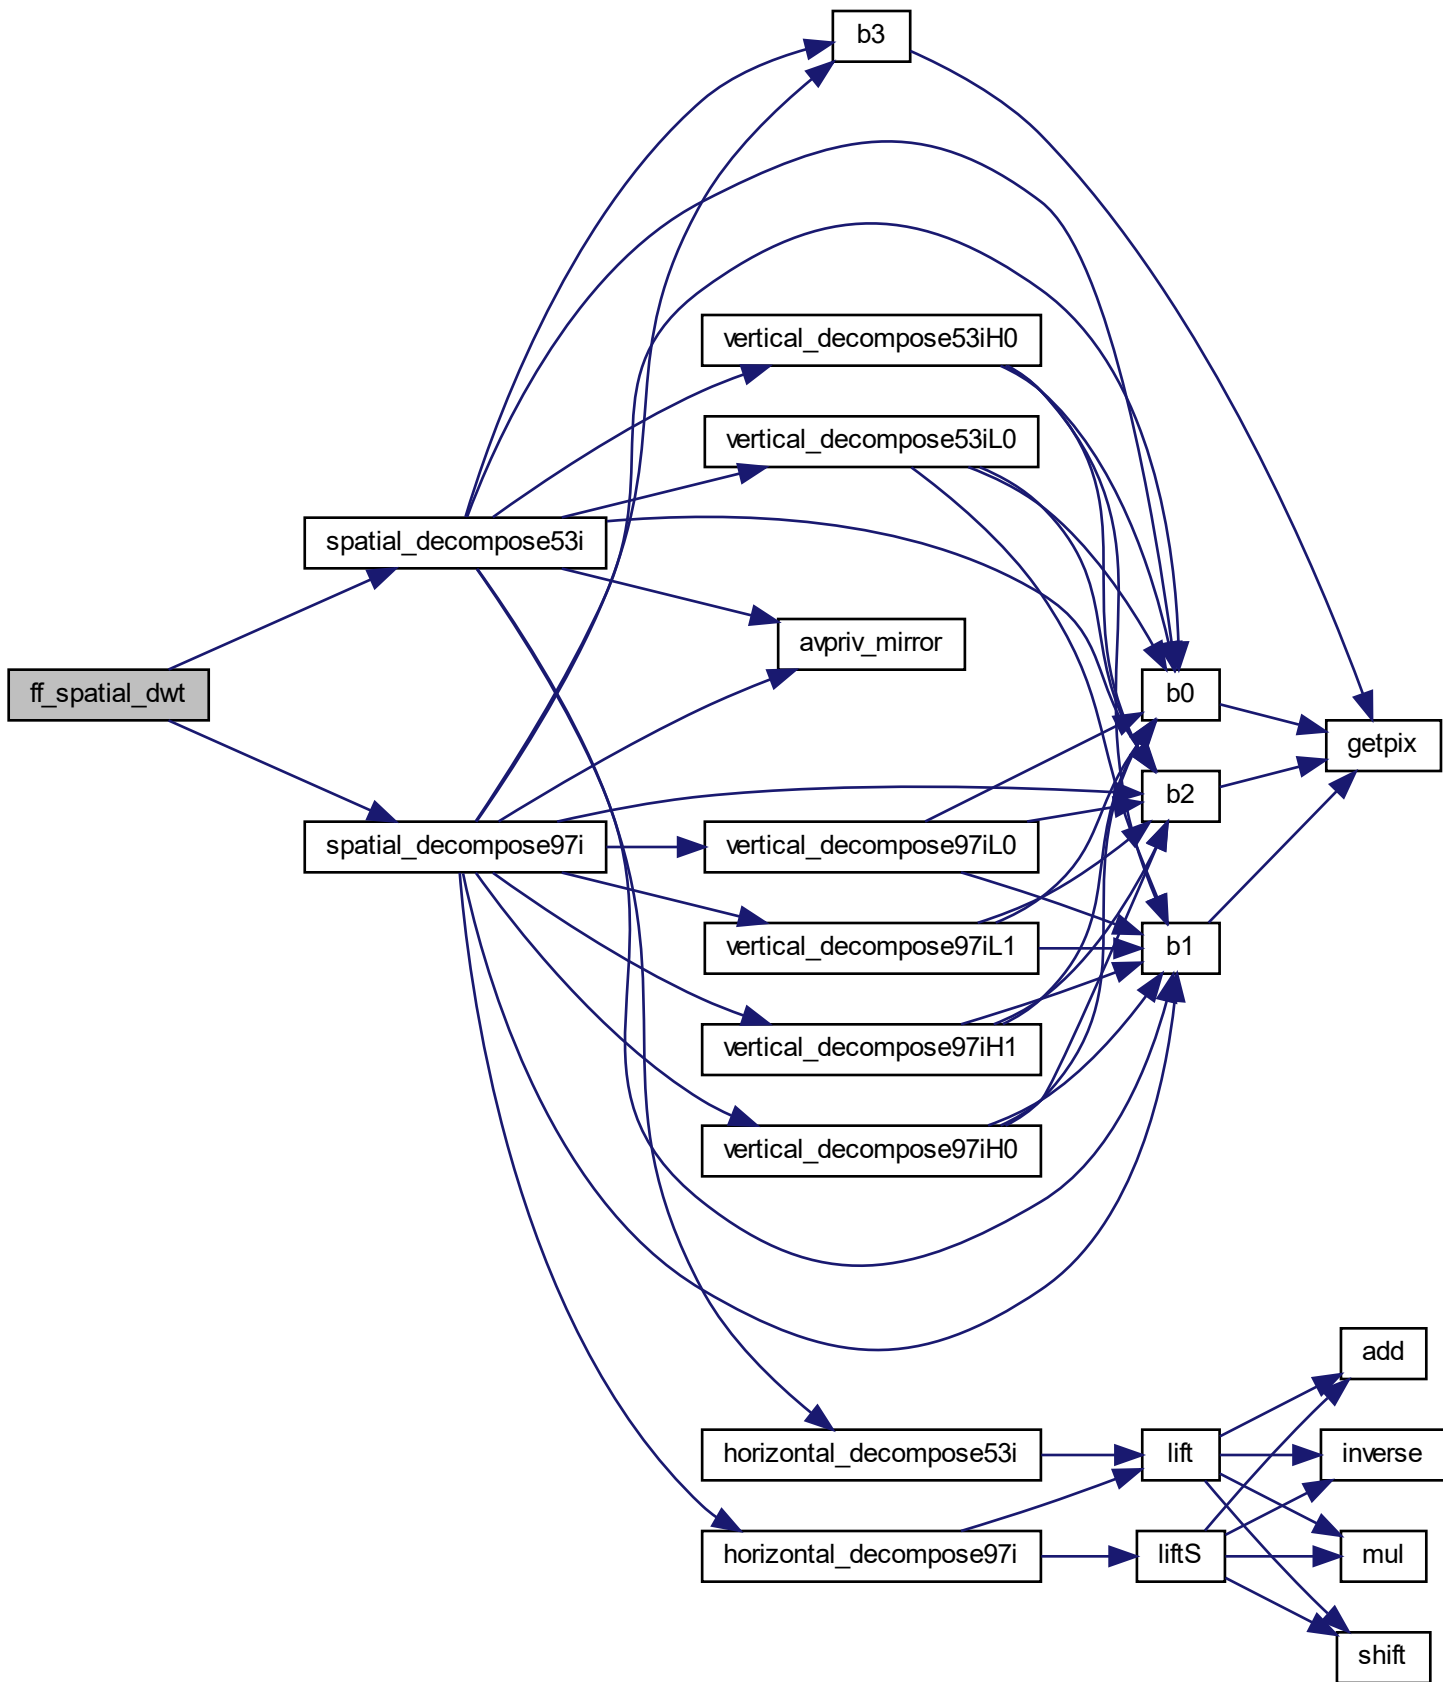 b3
vertical_decompose53iH0
vertical_decompose53iL0
spatial_decompose53i
avpriv_mirror
ff_spatial_dwt
b0
getpix
b2
spatial_decompose97i
vertical_decompose97iL0
vertical_decompose97iL1
b1
vertical_decompose97iH1
vertical_decompose97iH0
add
horizontal_decompose53i
lift
inverse
horizontal_decompose97i
liftS
mul
shift